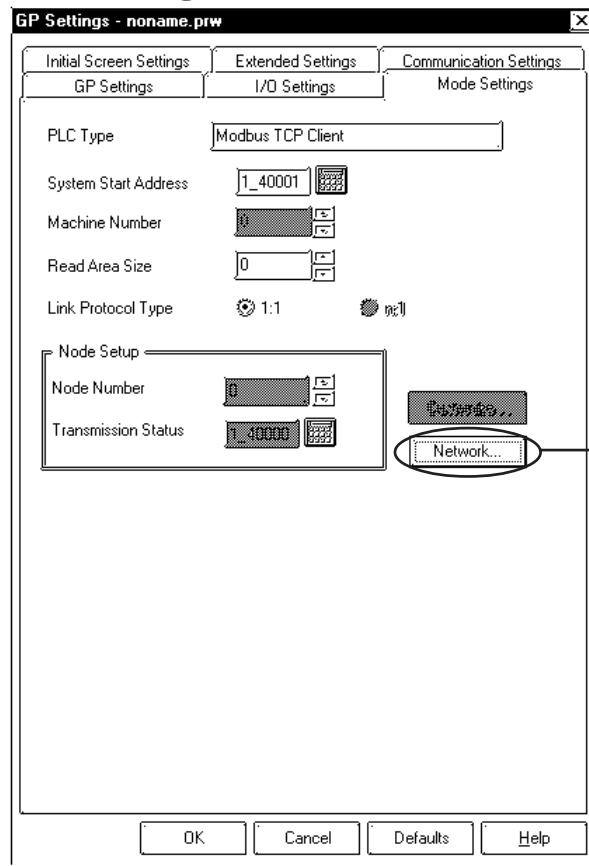 GP Settings - noname.prw
Initial Screen Settings Extended Settings Communication Settings
GP Settings I/O Settings Mode Settings
PLC Type Modbus TCP Client
System Start Address 1_40001
Machine Number 0
Read Area Size 0
Link Protocol Type 1:1 n:1
Node Setup
Node Number 0
Transmission Status 1_40000
Network...
OK Cancel Defaults Help